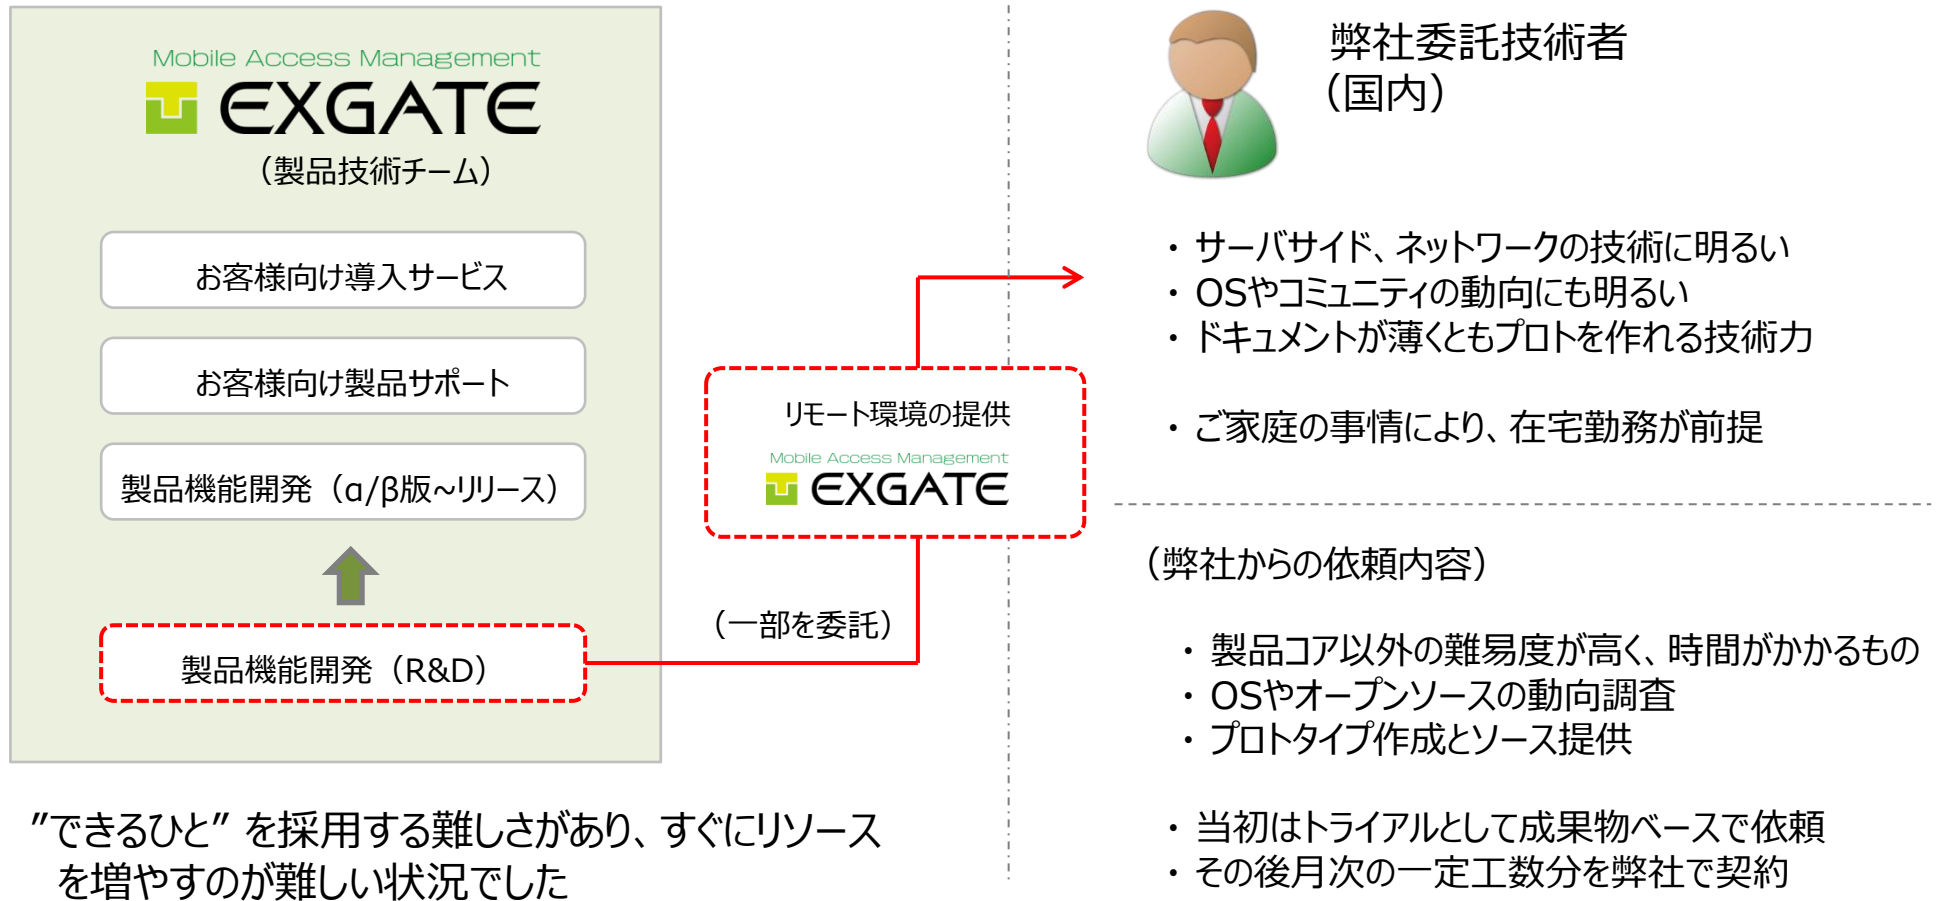 Mobile Access Management
EXGATE
（製品技術チーム）
お客様向け導入サービス
お客様向け製品サポート
製品機能開発（α/β版~リリース）
製品機能開発（R&D）
”できるひと” を採用する難しさがあり、すぐにリソース
を増やすのが難しい状況でした
リモート環境の提供
Mobile Access Management
EXGATE
（一部を委託）
弊社委託技術者
（国内）
・ サーバサイド、ネットワークの技術に明るい
・ OSやコミュニティの動向にも明るい
・ ドキュメントが薄くともプロトを作れる技術力
・ ご家庭の事情により、在宅勤務が前提
（弊社からの依頼内容）
・ 製品コア以外の難易度が高く、時間がかかるもの
・ OSやオープンソースの動向調査
・ プロトタイプ作成とソース提供
・ 当初はトライアルとして成果物ベースで依頼
・ その後月次の一定工数分を弊社で契約